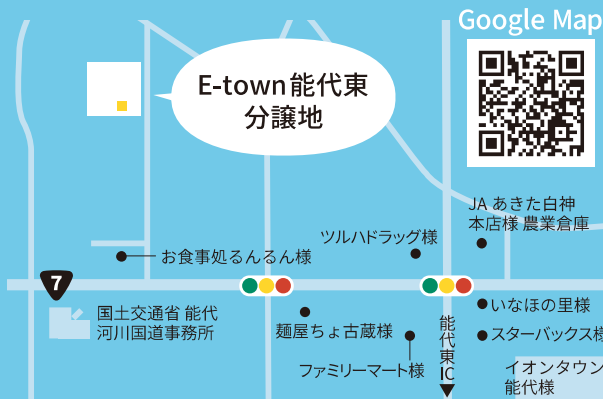 Google Map
E-town能代東
分譲地
JA あきた白神
本店様 農業倉庫
ツルハドラッグ様
お食事処るんるん様
7
国土交通省 能代
河川国道事務所
麺屋ちょ古蔵様
ファミリーマート様
能代東IC
いなほの里様
スターバックス様
イオンタウン
能代様